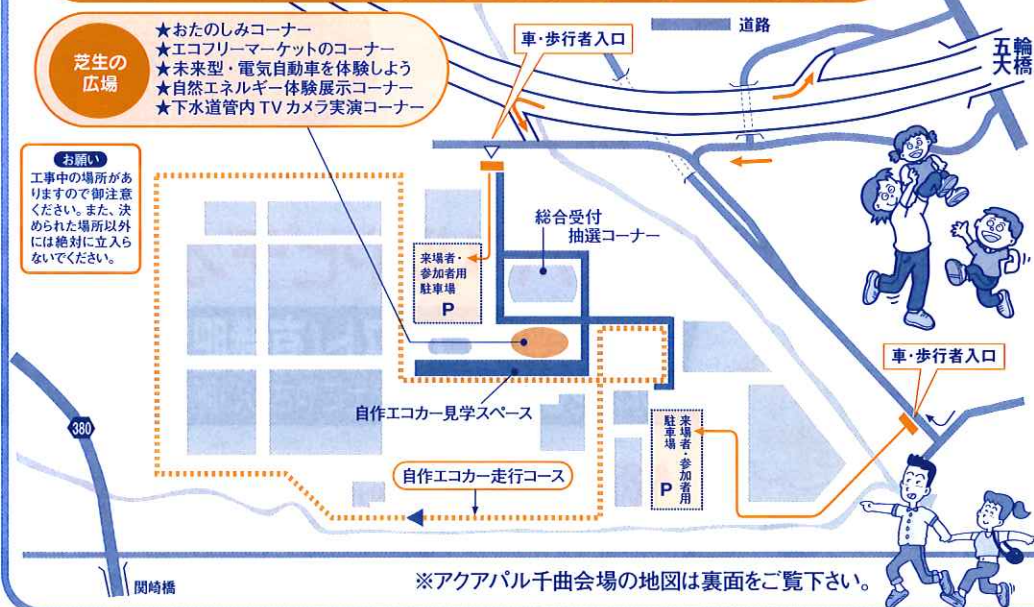 道路
車・歩行者入口
五輪
大橋
芝生の
広場
★おたのしみコーナー
★エコフリーマーケットのコーナー
★未来型・電気自動車を体験しよう
★自然エネルギー体験展示コーナー
★下水道管内TVカメラ実演コーナー
お願い
工事中の場所があ
りますので御注意
ください。また、決
められた場所以外
には絶対に立入ら
ないでください。
総合受付
抽選コーナー
来場者・
参加者用
駐車場
P
車・歩行者入口
自作エコカー見学スペース
380
来場者・参加者用
駐車場
P
自作エコカー走行コース
関崎橋
※アクアパル千曲会場の地図は裏面をご覧下さい。